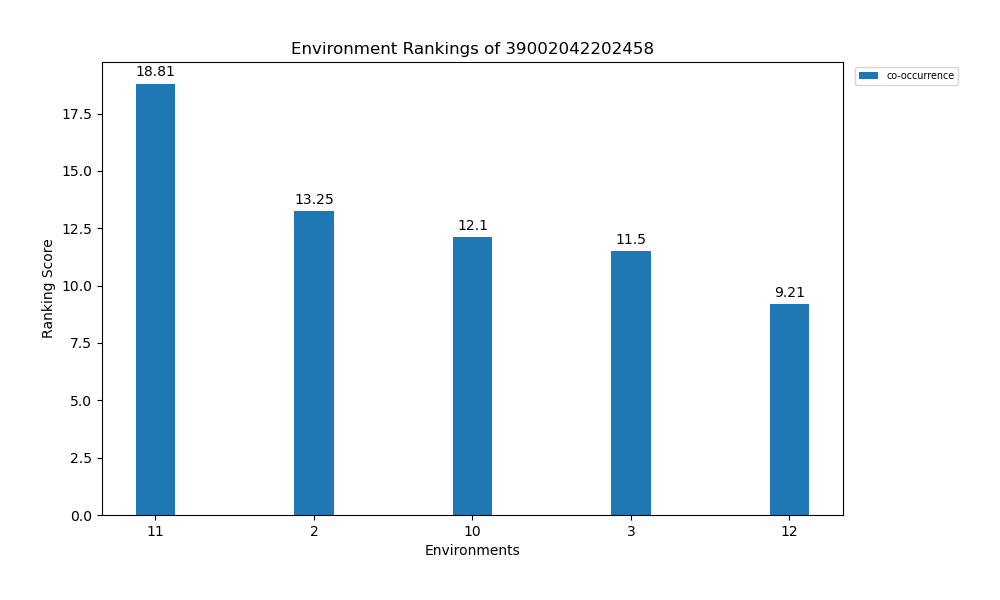 Environment Rankings of 39002042202458
co-occurrence
18.81
13.25
12.1
11.5
9.21
17.5
15.0
12.5
10.0
7.5
5.0
2.5
0.0
Ranking Score
11 2 10 3 12
Environments